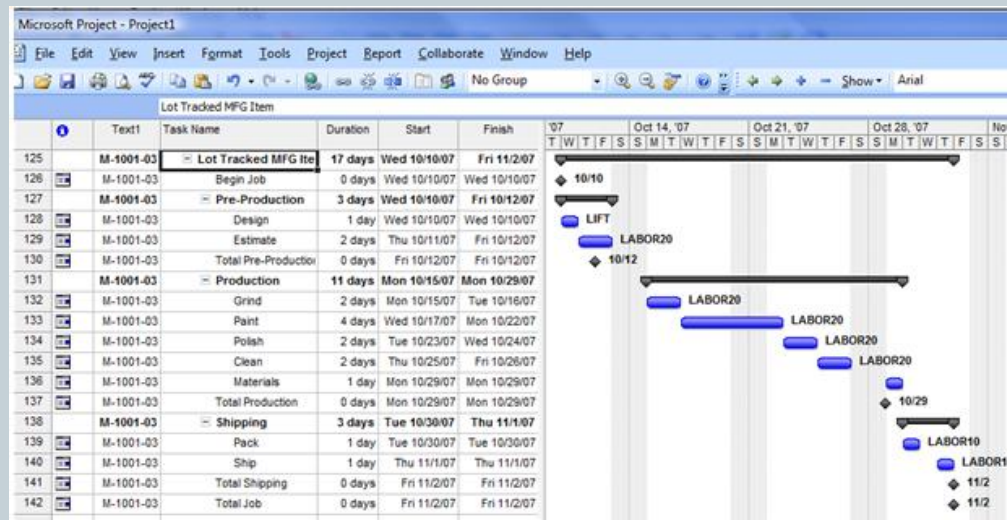 Microsoft Project - Project1
File Edit View Insert Format Tools Project Report Collaborate Window Help
No Group Show Arial
Lot Tracked MFG Item
Text1 Task Name Duration Start Finish '07 Oct 14, '07 Oct 21, '07 Oct 28, '07 No
T W T F S S M T W T F S S M T W T F S S M T W T F S S
125 M-1001-03 Lot Tracked MFG Ite 17 days Wed 10/10/07 Fri 11/2/07
126 M-1001-03 Begin Job 0 days Wed 10/10/07 Wed 10/10/07 10/10
127 M-1001-03 Pre-Production 3 days Wed 10/10/07 Fri 10/12/07
128 M-1001-03 Design 1 day Wed 10/10/07 Wed 10/10/07 LIFT
129 M-1001-03 Estimate 2 days Thu 10/11/07 Fri 10/12/07 LABOR20
130 M-1001-03 Total Pre-Productio 0 days Fri 10/12/07 Fri 10/12/07 10/12
131 M-1001-03 Production 11 days Mon 10/15/07 Mon 10/29/07
132 M-1001-03 Grind 2 days Mon 10/15/07 Tue 10/16/07 LABOR20
133 M-1001-03 Paint 4 days Wed 10/17/07 Mon 10/22/07 LABOR20
134 M-1001-03 Polish 2 days Tue 10/23/07 Wed 10/24/07 LABOR20
135 M-1001-03 Clean 2 days Thu 10/25/07 Fri 10/26/07 LABOR20
136 M-1001-03 Materials 1 day Mon 10/29/07 Mon 10/29/07
137 M-1001-03 Total Production 0 days Mon 10/29/07 Mon 10/29/07 10/29
138 M-1001-03 Shipping 3 days Tue 10/30/07 Thu 11/1/07
139 M-1001-03 Pack 1 day Tue 10/30/07 Tue 10/30/07 LABOR10
140 M-1001-03 Ship 1 day Thu 11/1/07 Thu 11/1/07 LABOR1
141 M-1001-03 Total Shipping 0 days Fri 11/2/07 Fri 11/2/07 11/2
142 M-1001-03 Total Job 0 days Fri 11/2/07 Fri 11/2/07 11/2